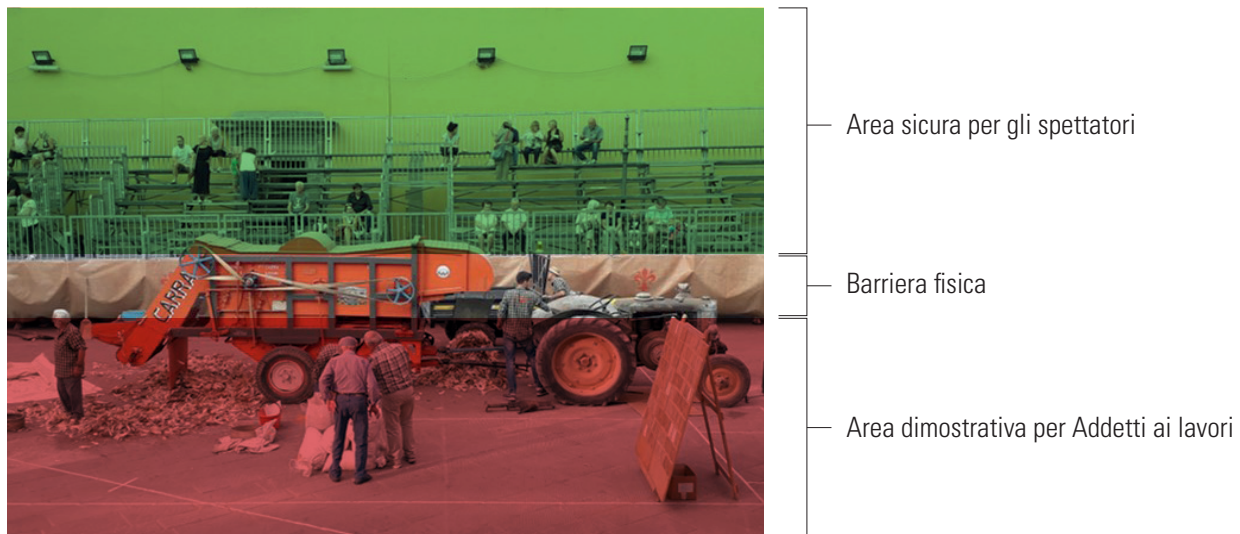 Area sicura per gli spettatori
CARRA
Barriera fisica
Area dimostrativa per Addetti ai lavori